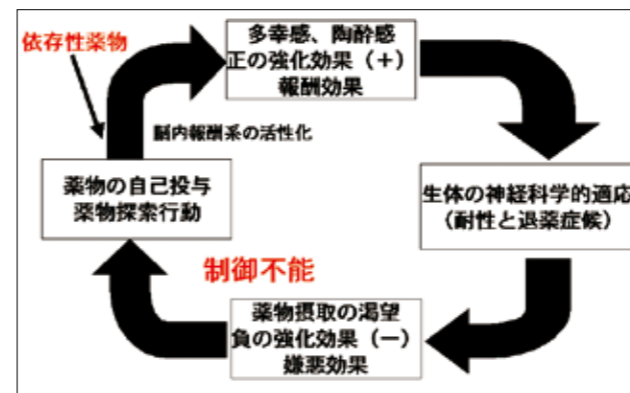 依存性薬物
多幸感、陶酔感
正の強化効果（+）
報酬効果
脳内報酬系の活性化
薬物の自己投与
薬物探索行動
生体の神経科学的適応
（耐性と退薬症候）
制御不能
薬物摂取の渇望
負の強化効果（—）
嫌悪効果